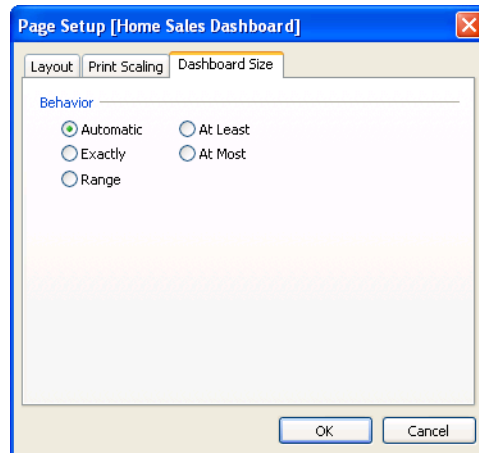 Page Setup [Home Sales Dashboard]
Layout Print Scaling Dashboard Size
Behavior
Automatic At Least
Exactly At Most
Range
OK Cancel